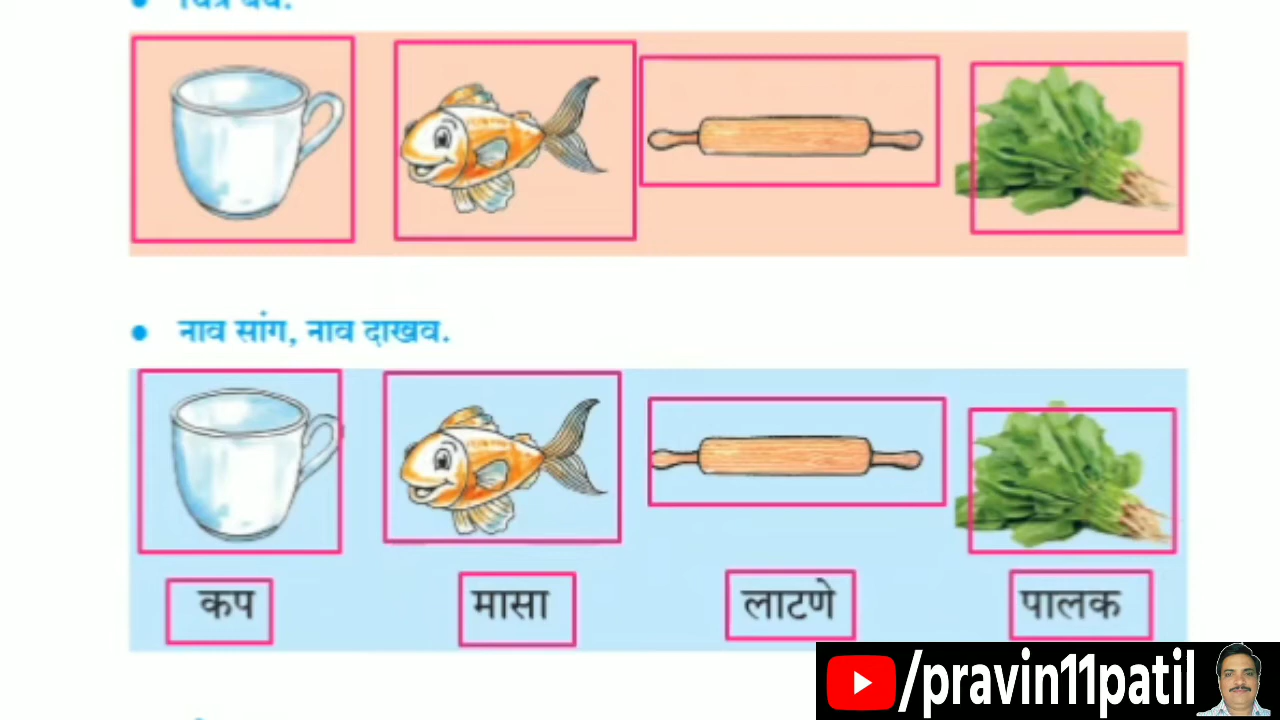 नाव सांग, नाव दाखव.
कप मासा लाटणे पालक
/pravin11patil